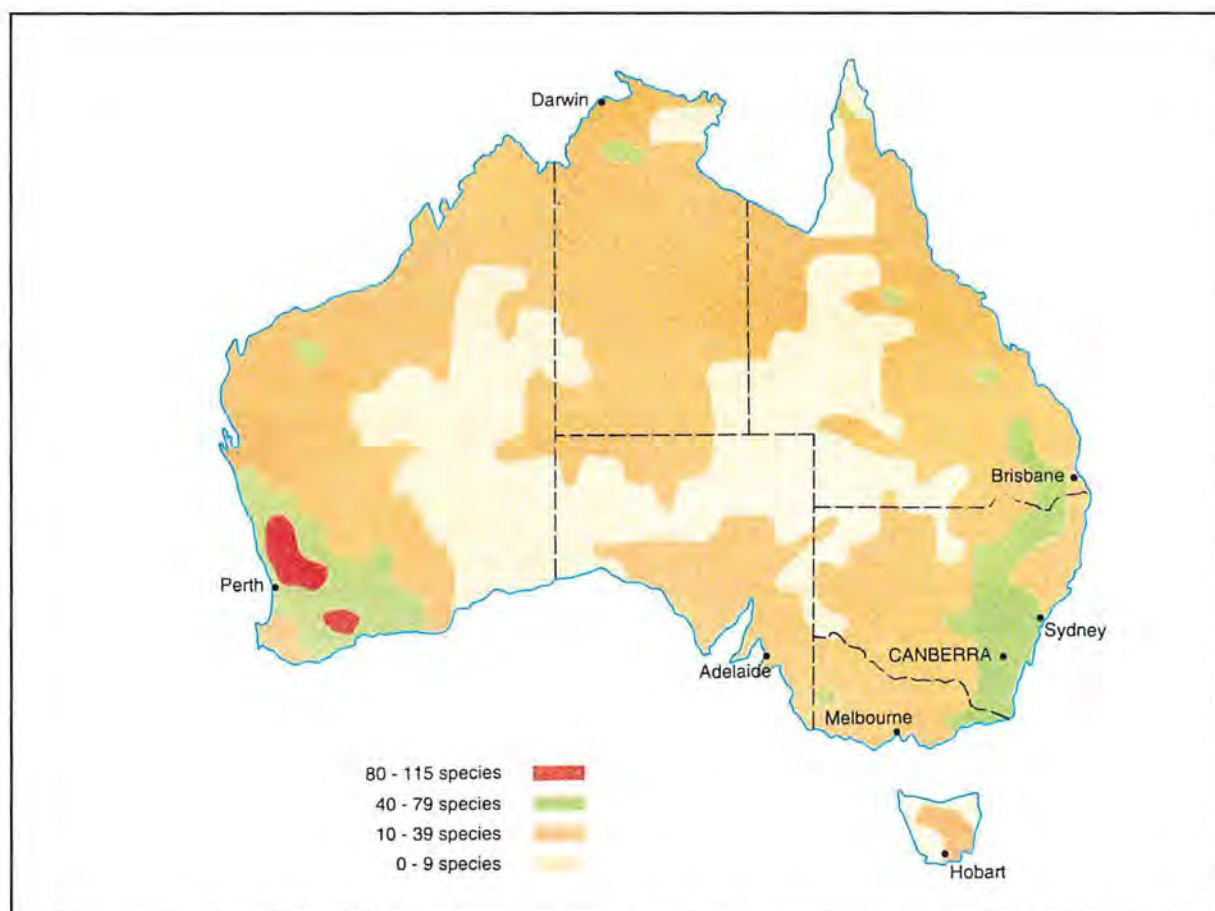 Darwin
Brisbane
Perth
Sydney
CANBERRA
Adelaide
Melbourne
80 - 115 species
40 - 79 species
10 - 39 species
0 - 9 species
Hobart